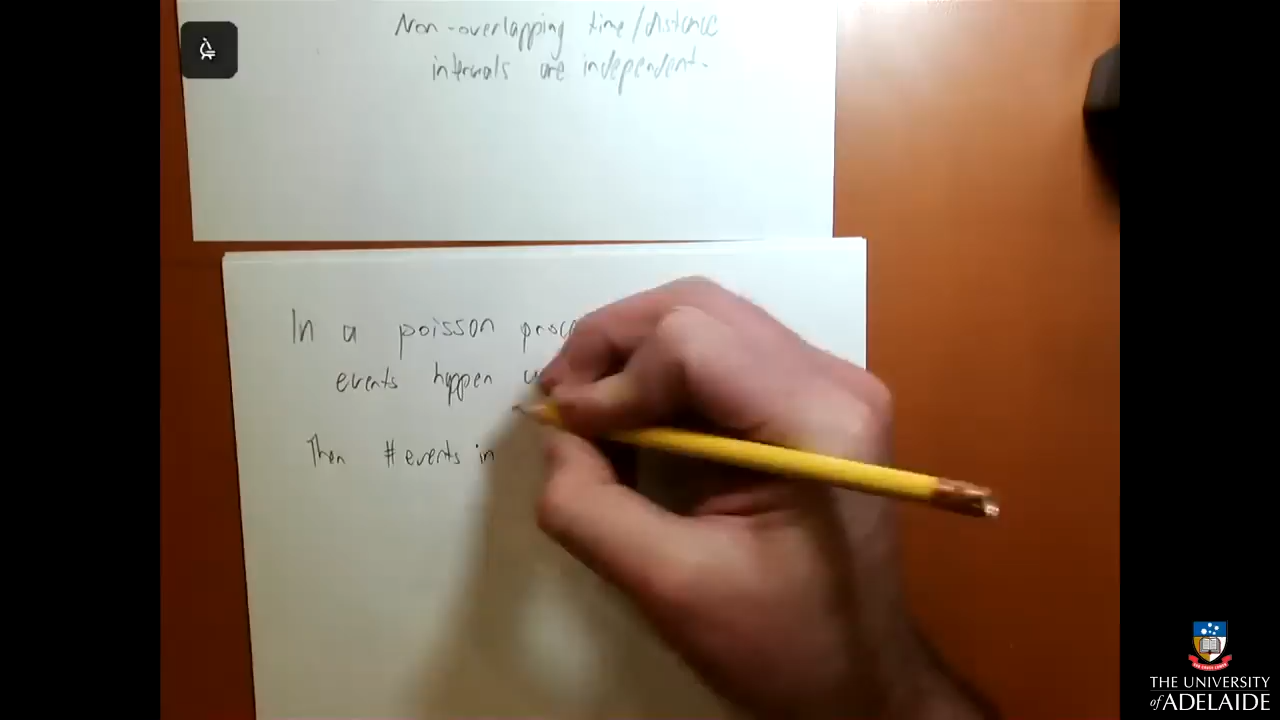 Non-overlapping time/distance
intervals are independent.
In a poisson
events happen
Then # events in
THE UNIVERSITY
of ADELAIDE